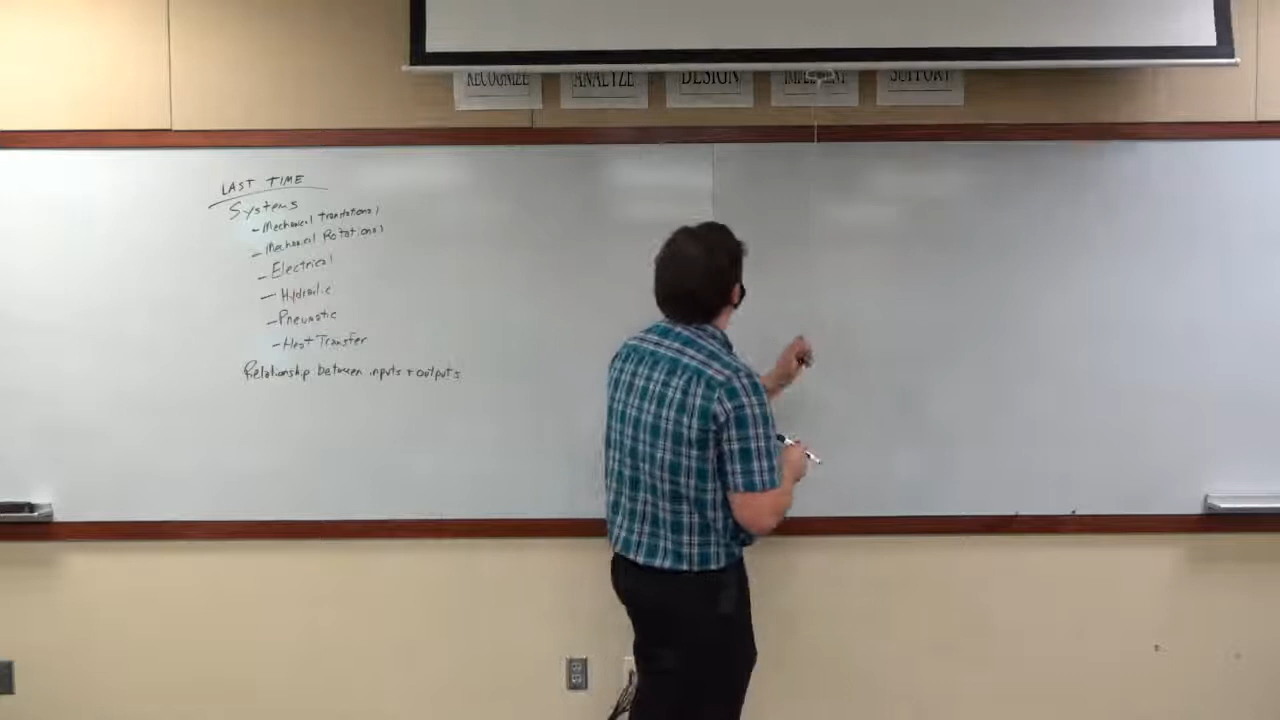 RECOGNIZE ANALYZE DESIGN IMPLEMENT SUPPORT
LAST TIME
Systems
- Mechanical translational
- Mechanical Rotational
- Electrical
- Hydraulic
- Pneumatic
- Heat Transfer
Relationship between inputs + outputs